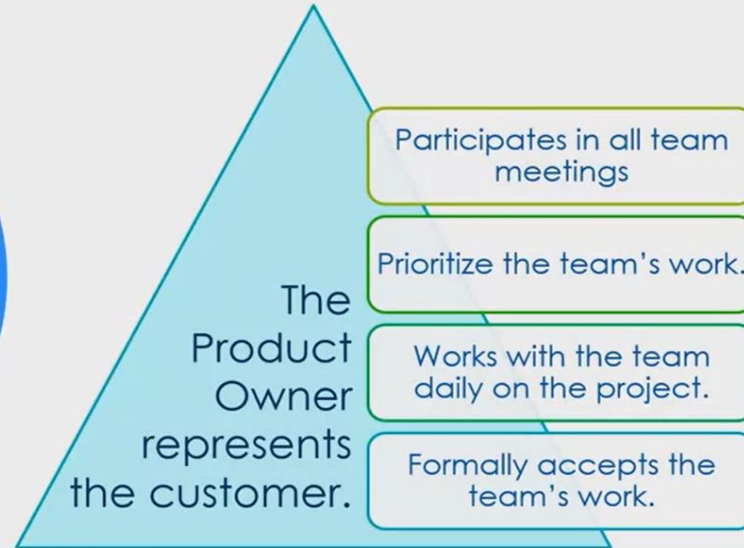 The
Product
Owner
represents
the customer.
Participates in all team
meetings
Prioritize the team's work.
Works with the team
daily on the project.
Formally accepts the
team's work.